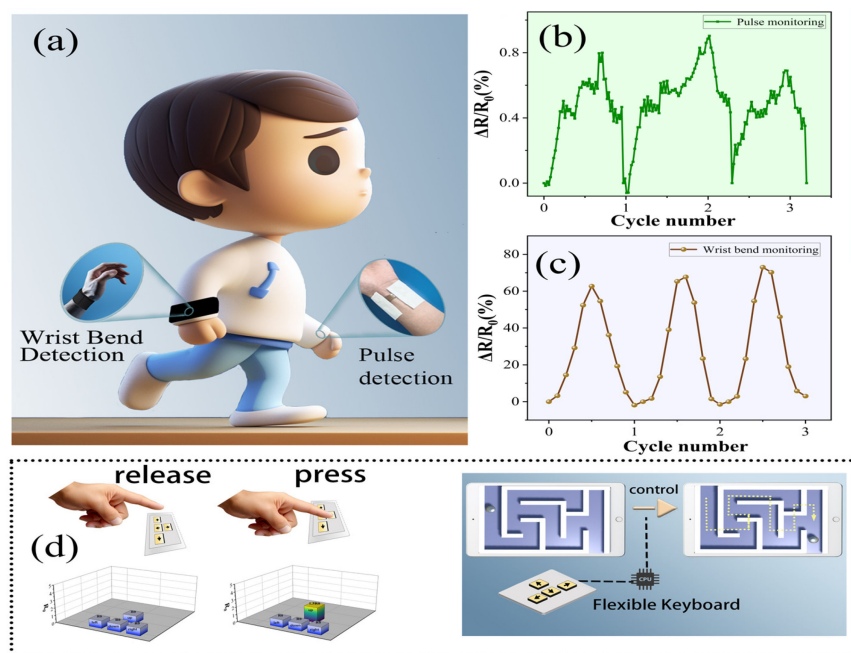 (a)
Wrist Bend
Detection
Pulse
detection
(b)
Pulse monitoring
ΔR/R₀(%)
0.8
0.4
0.0
0 1 2 3
Cycle number
(c)
Wrist bend monitoring
ΔR/R₀(%)
80
60
40
20
0
0 1 2 3
Cycle number
release
press
(d)
control
CPU
Flexible Keyboard